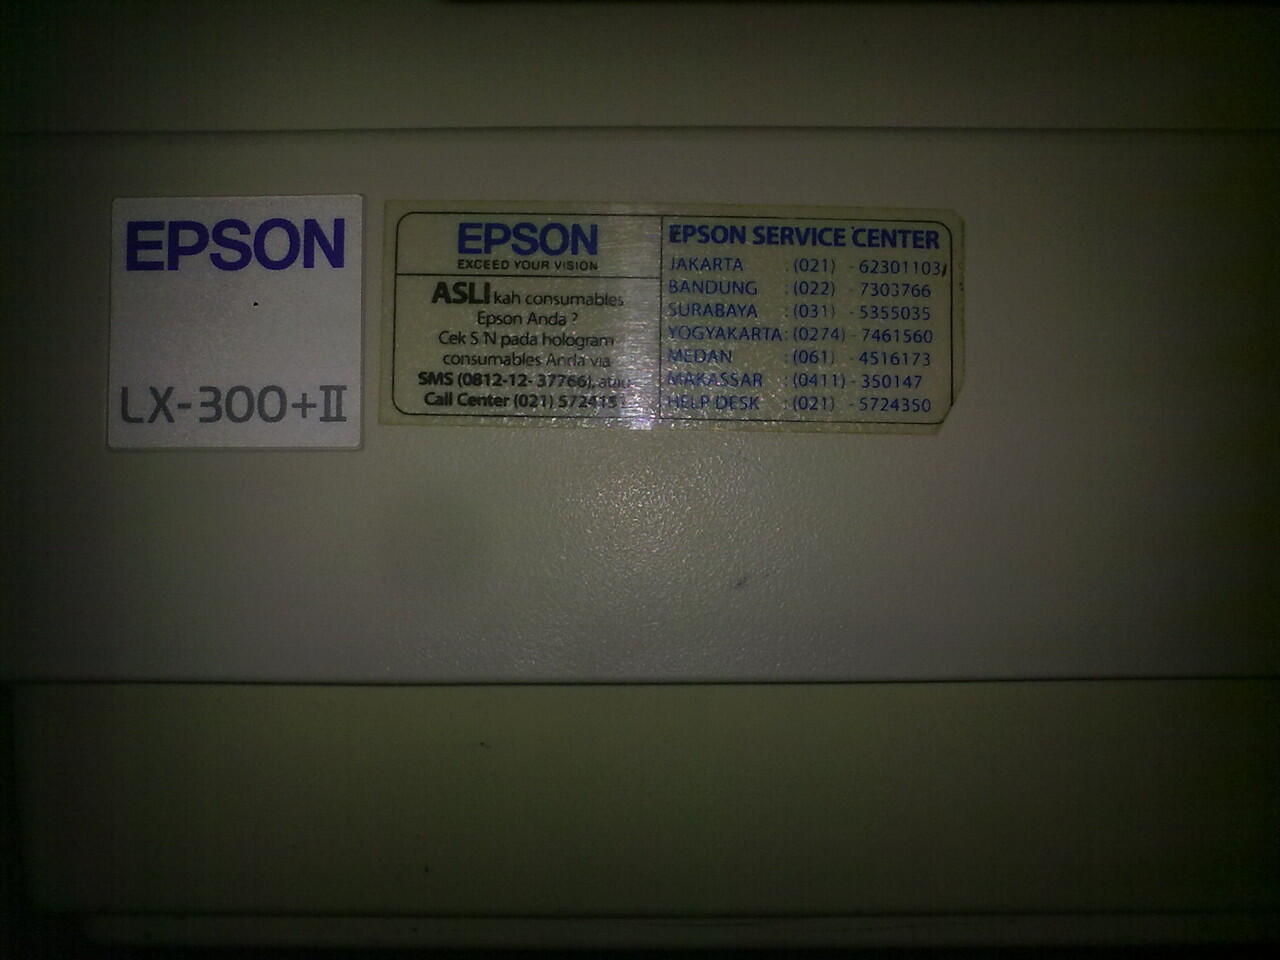 EPSON
LX-300+II
EPSON
EXCEED YOUR VISION
ASLI kah consumables
Epson Anda ?
Cek S/N pada hologram
consumables Anda via
SMS (0812-12- 37766), atau
Call Center (021)
EPSON SERVICE CENTER
JAKARTA : (021) - 62301103
BANDUNG : (022) - 7303766
SURABAYA : (031) - 5355035
YOGYAKARTA : (0274) - 7461560
MEDAN : (061) - 4516173
MAKASSAR : (0411) - 350147
HELP DESK : (021) - 5724350